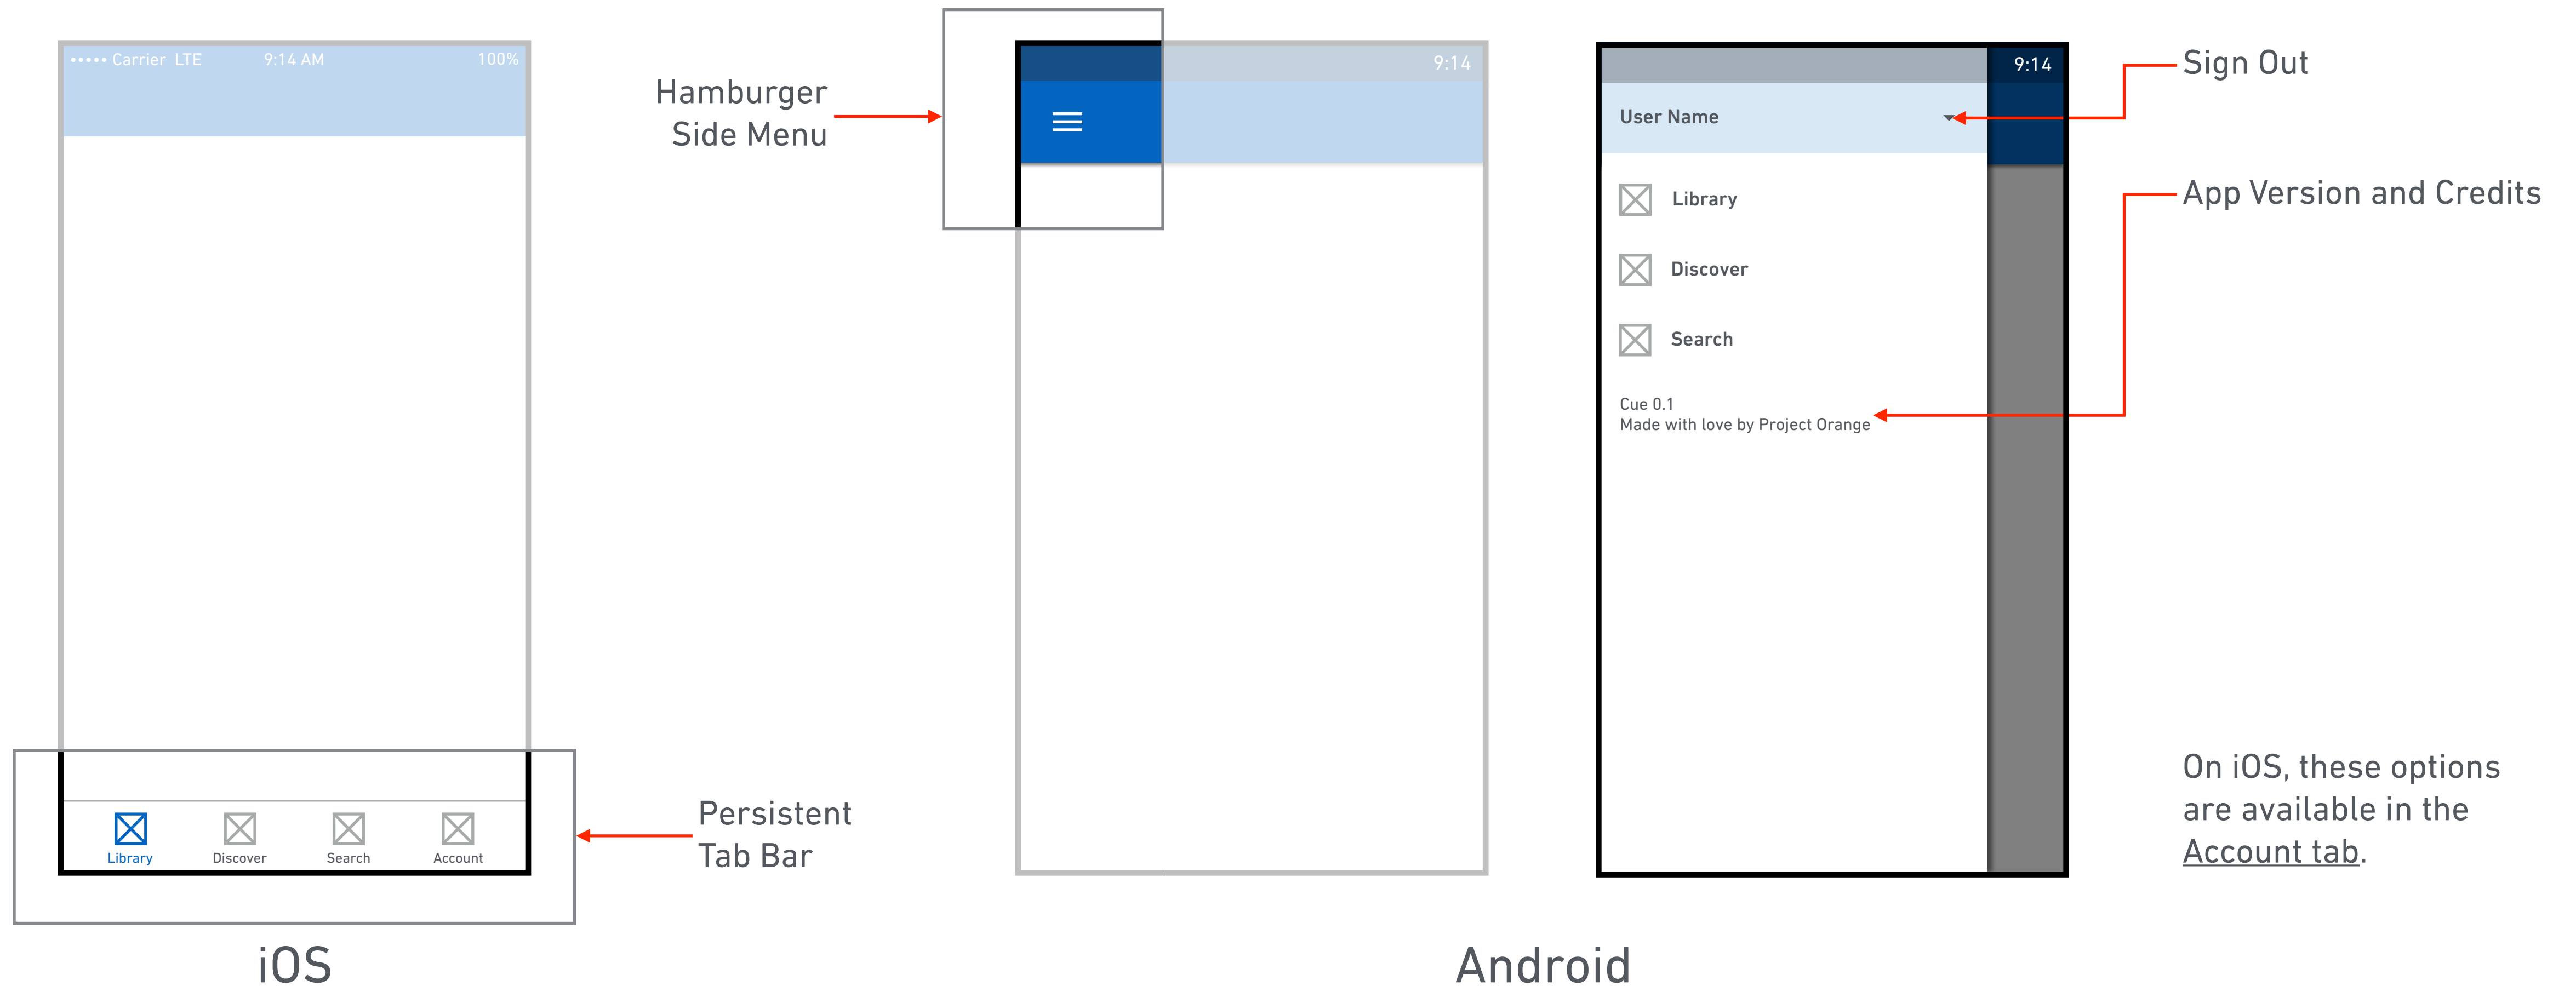 ••••• Carrier LTE 9:14 AM 100%
Library
Discover
Search
Account
iOS
Persistent
Tab Bar
Hamburger
Side Menu
9:14
9:14
User Name
Library
Discover
Search
Cue 0.1
Made with love by Project Orange
Android
Sign Out
App Version and Credits
On iOS, these options
are available in the
Account tab.